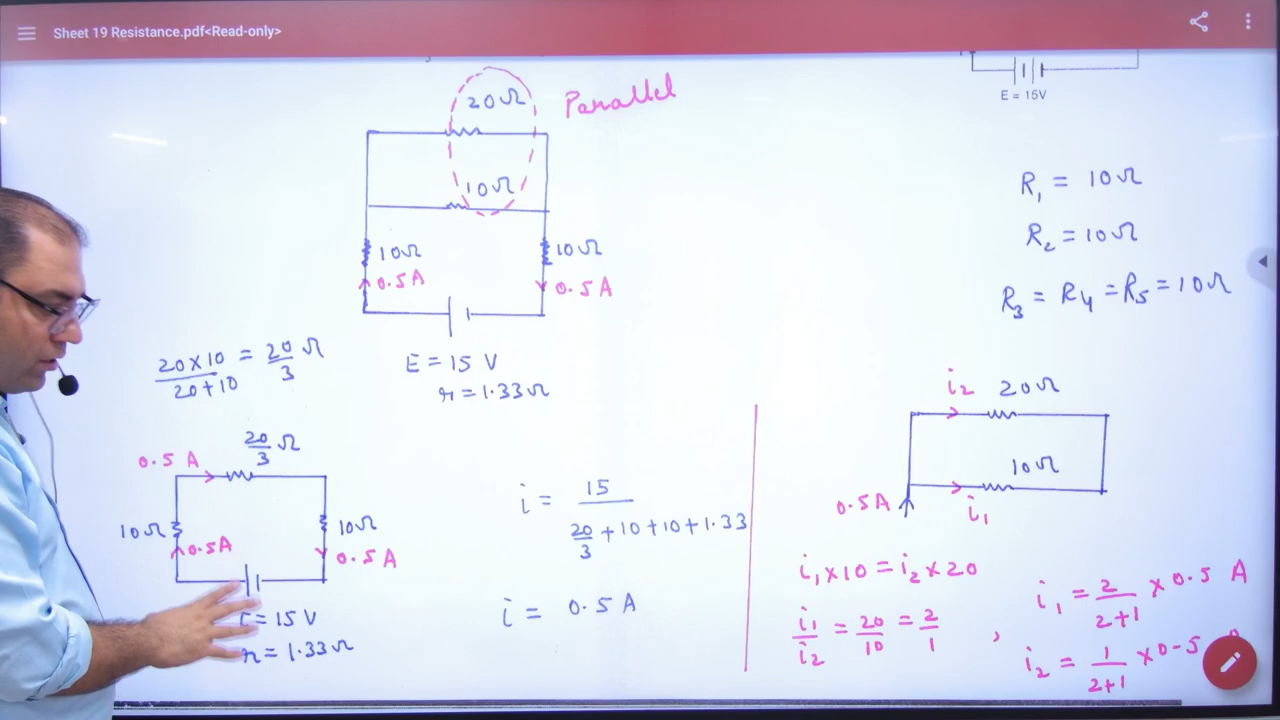 Sheet 19 Resistance.pdf<Read-only>
E = 15V
20Ω
Parallel
10Ω
10Ω
10Ω
0.5A
0.5A
E = 15 V
r = 1.33Ω
R₁ = 10Ω
R₂ = 10Ω
R₃ = R₄ = R₅ = 10Ω
20×10/20+10 = 20/3 Ω
20/3 Ω
0.5 A
10Ω
10Ω
0.5A
0.5A
= 15 V
r = 1.33Ω
i = 15/(20/3 + 10 + 10 + 1.33)
i = 0.5 A
i₂ 20Ω
10Ω
0.5A
i₁
i₁ × 10 = i₂ × 20
i₁/i₂ = 20/10 = 2/1 ,
i₁ = 2/2+1 × 0.5 A
i₂ = 1/2+1 × 0.5